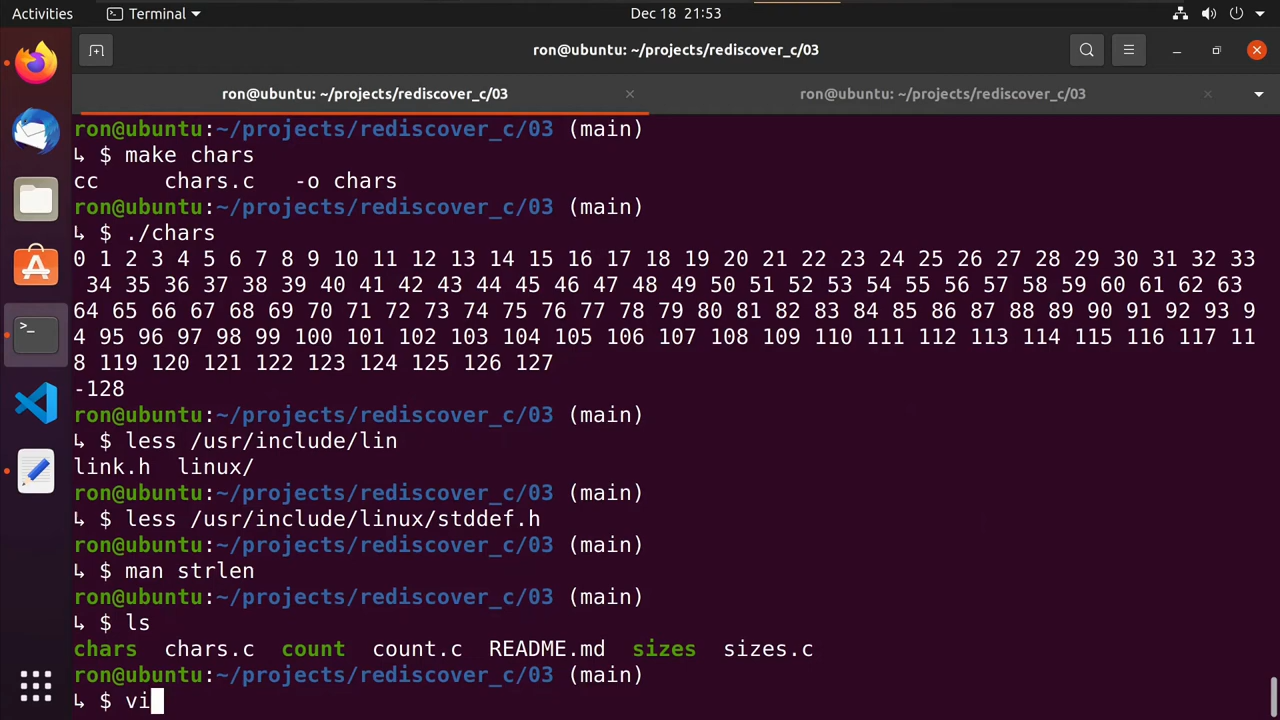 Activities Terminal Dec 18 21:53
ron@ubuntu: ~/projects/rediscover_c/03
ron@ubuntu: ~/projects/rediscover_c/03 ron@ubuntu: ~/projects/rediscover_c/03
ron@ubuntu:~/projects/rediscover_c/03 (main)
↳ $ make chars
cc     chars.c   -o chars
ron@ubuntu:~/projects/rediscover_c/03 (main)
↳ $ ./chars
0 1 2 3 4 5 6 7 8 9 10 11 12 13 14 15 16 17 18 19 20 21 22 23 24 25 26 27 28 29 30 31 32 33
 34 35 36 37 38 39 40 41 42 43 44 45 46 47 48 49 50 51 52 53 54 55 56 57 58 59 60 61 62 63
64 65 66 67 68 69 70 71 72 73 74 75 76 77 78 79 80 81 82 83 84 85 86 87 88 89 90 91 92 93 9
4 95 96 97 98 99 100 101 102 103 104 105 106 107 108 109 110 111 112 113 114 115 116 117 11
8 119 120 121 122 123 124 125 126 127
-128
ron@ubuntu:~/projects/rediscover_c/03 (main)
↳ $ less /usr/include/lin
link.h  linux/
ron@ubuntu:~/projects/rediscover_c/03 (main)
↳ $ less /usr/include/linux/stddef.h
ron@ubuntu:~/projects/rediscover_c/03 (main)
↳ $ man strlen
ron@ubuntu:~/projects/rediscover_c/03 (main)
↳ $ ls
chars  chars.c  count  count.c  README.md  sizes  sizes.c
ron@ubuntu:~/projects/rediscover_c/03 (main)
↳ $ vi